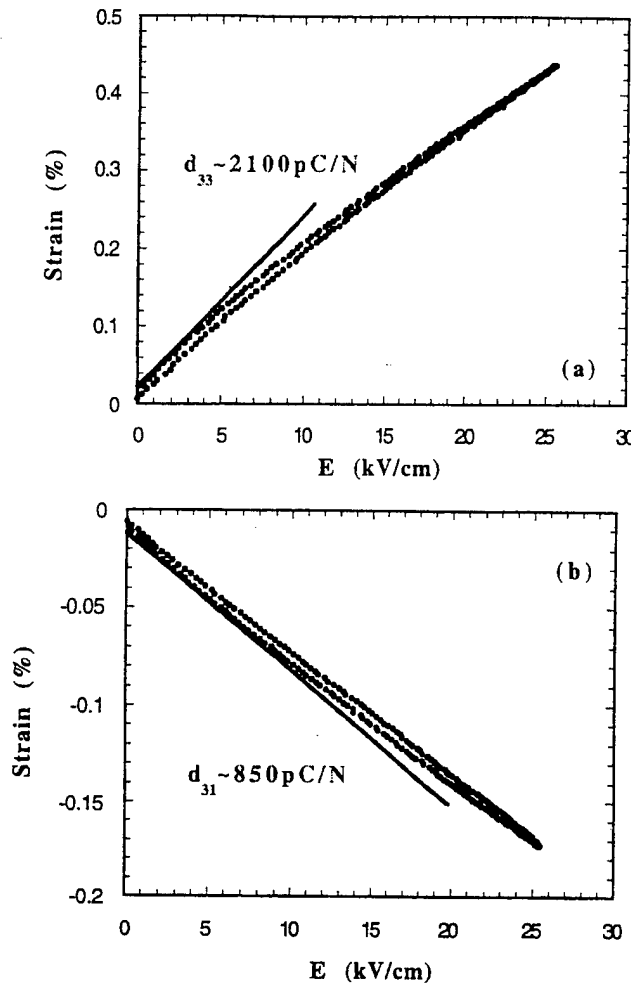 0.5
0.4
0.3
0.2
0.1
0
Strain (%)
d33~2100pC/N
(a)
0 5 10 15 20 25 30
E (kV/cm)
0
-0.05
-0.1
-0.15
-0.2
Strain (%)
(b)
d31~850pC/N
0 5 10 15 20 25 30
E (kV/cm)